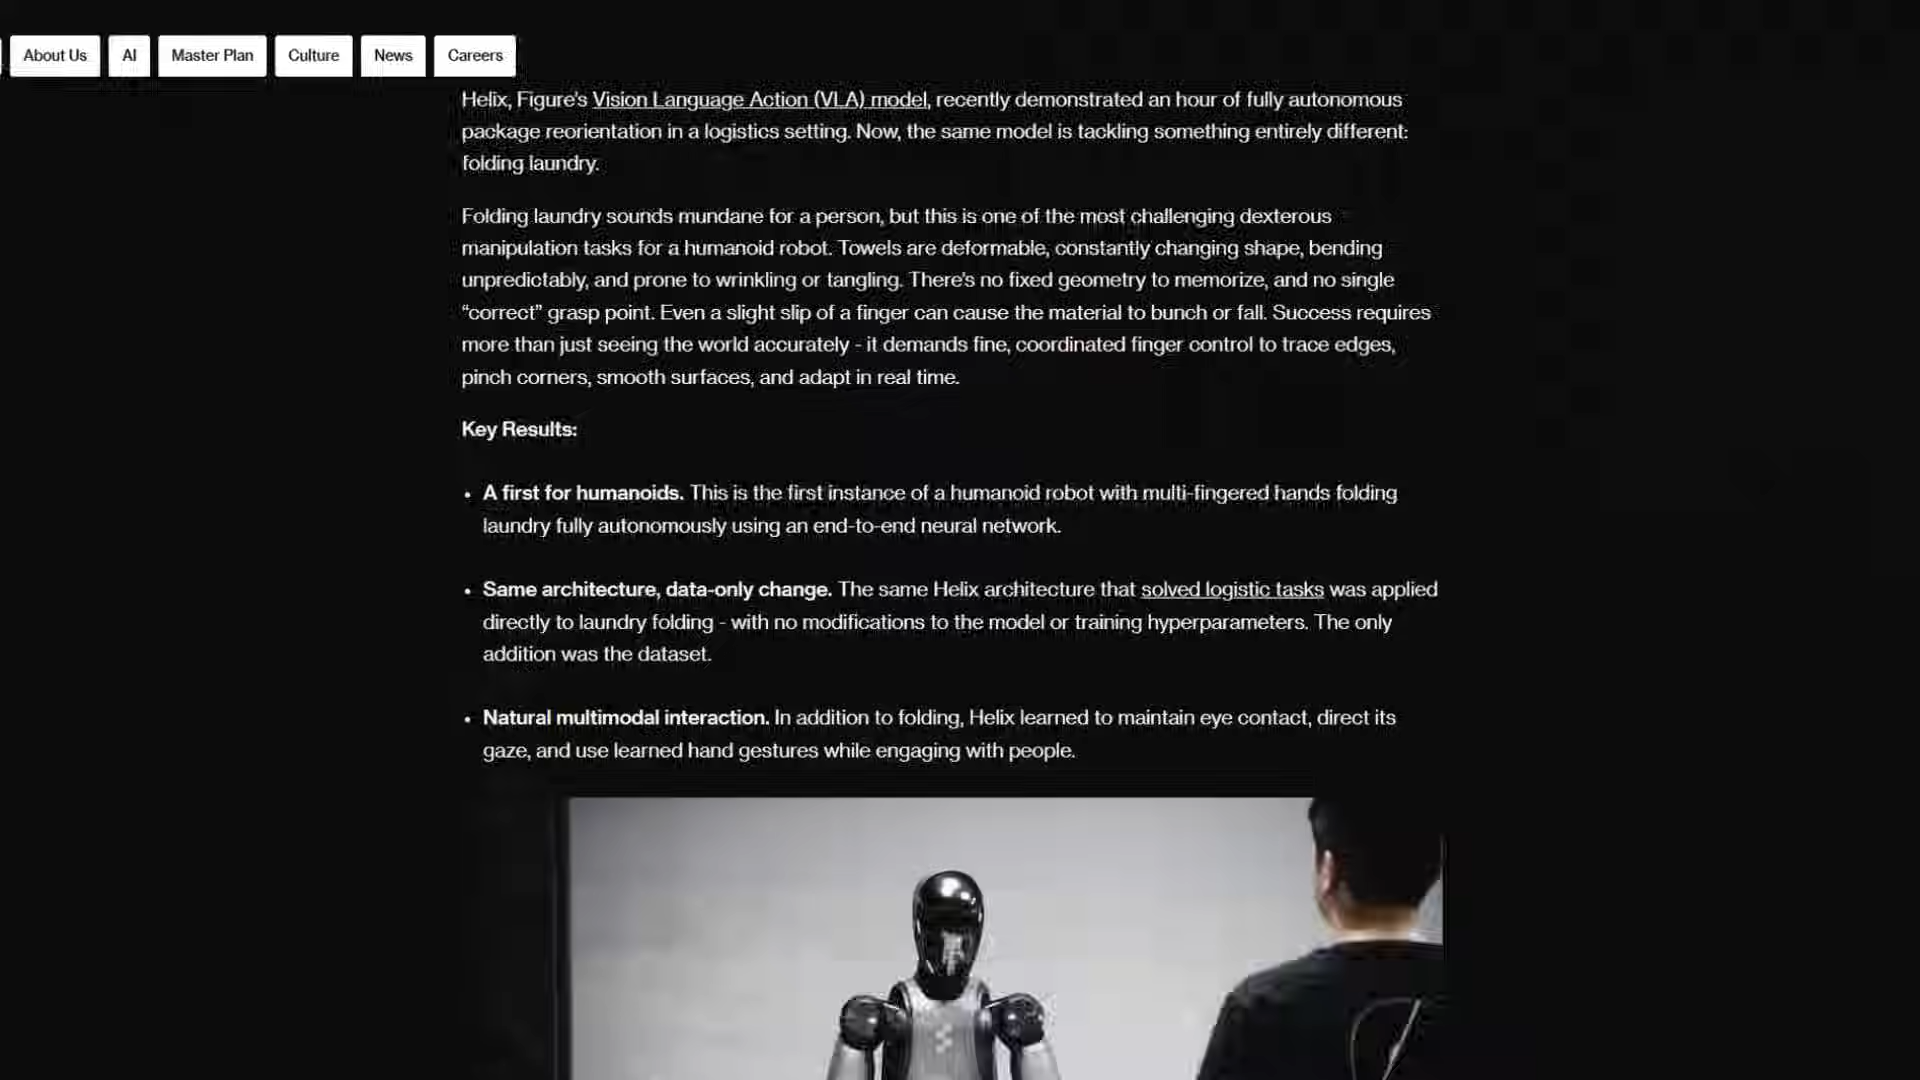 About Us
AI
Master Plan
Culture
News
Careers
Helix, Figure's Vision Language Action (VLA) model, recently demonstrated an hour of fully autonomous
package reorientation in a logistics setting. Now, the same model is tackling something entirely different:
folding laundry.
Folding laundry sounds mundane for a person, but this is one of the most challenging dexterous
manipulation tasks for a humanoid robot. Towels are deformable, constantly changing shape, bending
unpredictably, and prone to wrinkling or tangling. There's no fixed geometry to memorize, and no single
“correct” grasp point. Even a slight slip of a finger can cause the material to bunch or fall. Success requires
more than just seeing the world accurately - it demands fine, coordinated finger control to trace edges,
pinch corners, smooth surfaces, and adapt in real time.
Key Results:
• A first for humanoids. This is the first instance of a humanoid robot with multi-fingered hands folding
laundry fully autonomously using an end-to-end neural network.
• Same architecture, data-only change. The same Helix architecture that solved logistic tasks was applied
directly to laundry folding - with no modifications to the model or training hyperparameters. The only
addition was the dataset.
• Natural multimodal interaction. In addition to folding, Helix learned to maintain eye contact, direct its
gaze, and use learned hand gestures while engaging with people.